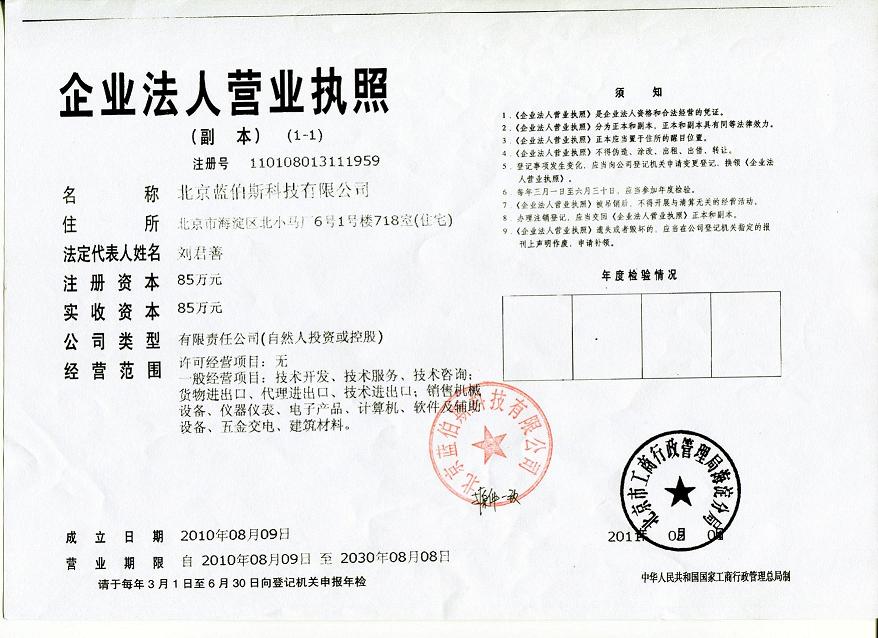 企业法人营业执照
（副 本）（1-1）
注册号 110108013111959
名 称 北京蓝伯斯科技有限公司
住 所 北京市海淀区北小马厂6号1号楼718室(住宅)
法定代表人姓名 刘君善
注 册 资 本 85万元
实 收 资 本 85万元
公 司 类 型 有限责任公司(自然人投资或控股)
经 营 范 围 许可经营项目：无
一般经营项目：技术开发、技术服务、技术咨询；
货物进出口、代理进出口、技术进出口；销售机械
设备、仪器仪表、电子产品、计算机、软件及辅助
设备、五金交电、建筑材料。
北京蓝伯斯科技有限公司
成 立 日 期 2010年08月09日
营 业 期 限 自 2010年08月09日 至 2030年08月08日
请于每年3月1日至6月30日向登记机关申报年检
须 知
1．《企业法人营业执照》是企业法人资格和合法经营的凭证。
2．《企业法人营业执照》分为正本和副本，正本和副本具有同等法律效力。
3．《企业法人营业执照》正本应当置于住所的醒目位置。
4．《企业法人营业执照》不得伪造、涂改、出租、出借、转让。
5．登记事项发生变化，应当向公司登记机关申请变更登记，换领《企业法
人营业执照》。
6．每年三月一日至六月三十日，应当参加年度检验。
7．《企业法人营业执照》被吊销后，不得开展与清算无关的经营活动。
8．办理注销登记，应当交回《企业法人营业执照》正本和副本。
9．《企业法人营业执照》遗失或者毁坏的，应当在公司登记机关指定的报
刊上声明作废，申请补领。
年度检验情况
北京市工商行政管理局海淀分局
2011年 月
中华人民共和国国家工商行政管理总局制